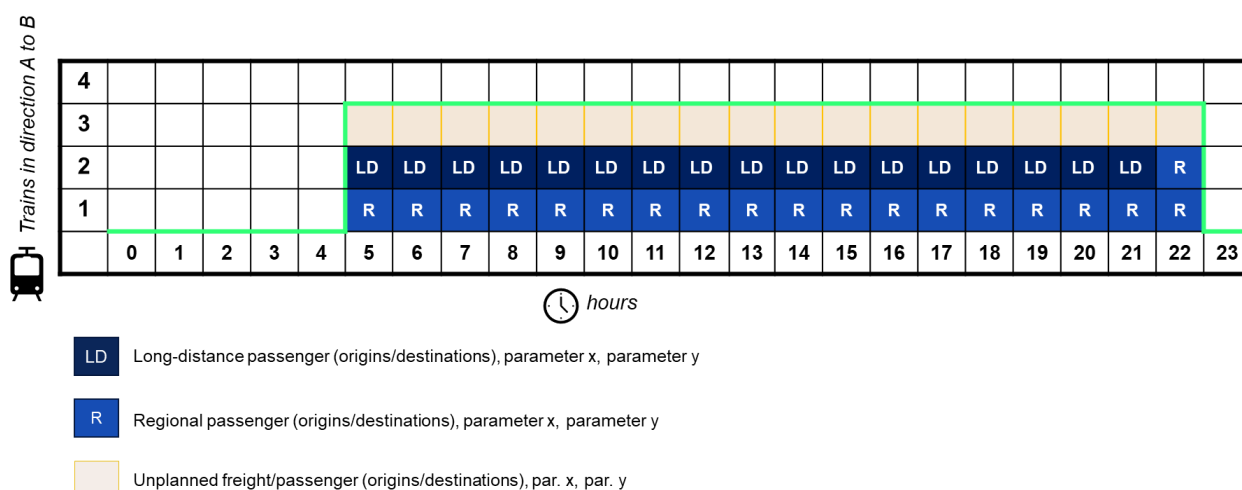 Trains in direction A to B
4
3
2 LD LD LD LD LD LD LD LD LD LD LD LD LD LD LD LD LD R
1 R R R R R R R R R R R R R R R R R R
0 1 2 3 4 5 6 7 8 9 10 11 12 13 14 15 16 17 18 19 20 21 22 23
hours
LD Long-distance passenger (origins/destinations), parameter x, parameter y
R Regional passenger (origins/destinations), parameter x, parameter y
Unplanned freight/passenger (origins/destinations), par. x, par. y